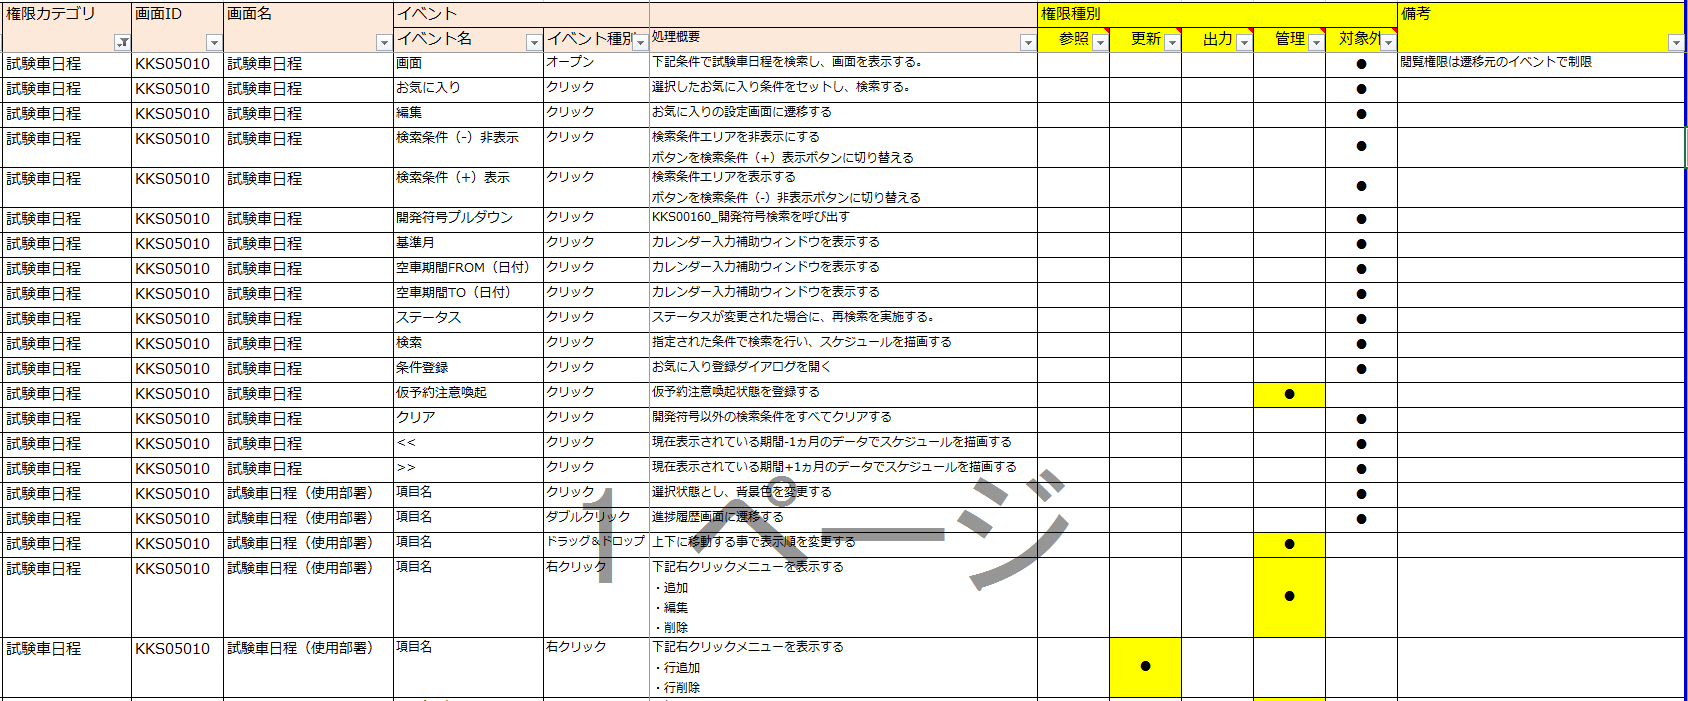 権限カテゴリ 画面ID 画面名 イベント 権限種別 備考
イベント名 イベント種別 処理概要 参照 更新 出力 管理 対象外
試験車日程 KKS05010 試験車日程 画面 オープン 下記条件で試験車日程を検索し、画面を表示する。 ● 閲覧権限は遷移元のイベントで制限
試験車日程 KKS05010 試験車日程 お気に入り クリック 選択したお気に入り条件をセットし、検索する。 ●
試験車日程 KKS05010 試験車日程 編集 クリック お気に入りの設定画面に遷移する ●
試験車日程 KKS05010 試験車日程 検索条件（-）非表示 クリック 検索条件エリアを非表示にする ●
ボタンを検索条件（+）表示ボタンに切り替える
試験車日程 KKS05010 試験車日程 検索条件（+）表示 クリック 検索条件エリアを表示する ●
ボタンを検索条件（-）非表示ボタンに切り替える
試験車日程 KKS05010 試験車日程 開発符号プルダウン クリック KKS00160_開発符号検索を呼び出す ●
試験車日程 KKS05010 試験車日程 基準月 クリック カレンダー入力補助ウィンドウを表示する ●
試験車日程 KKS05010 試験車日程 空車期間FROM（日付） クリック カレンダー入力補助ウィンドウを表示する ●
試験車日程 KKS05010 試験車日程 空車期間TO（日付） クリック カレンダー入力補助ウィンドウを表示する ●
試験車日程 KKS05010 試験車日程 ステータス クリック ステータスが変更された場合に、再検索を実施する。 ●
試験車日程 KKS05010 試験車日程 検索 クリック 指定された条件で検索を行い、スケジュールを描画する ●
試験車日程 KKS05010 試験車日程 条件登録 クリック お気に入り登録ダイアログを開く ●
試験車日程 KKS05010 試験車日程 仮予約注意喚起 クリック 仮予約注意喚起状態を登録する ●
試験車日程 KKS05010 試験車日程 クリア クリック 開発符号以外の検索条件をすべてクリアする ●
試験車日程 KKS05010 試験車日程 << クリック 現在表示されている期間-1ヵ月のデータでスケジュールを描画する ●
試験車日程 KKS05010 試験車日程 >> クリック 現在表示されている期間+1ヵ月のデータでスケジュールを描画する ●
試験車日程 KKS05010 試験車日程（使用部署） 項目名 クリック 選択状態とし、背景色を変更する ●
試験車日程 KKS05010 試験車日程（使用部署） 項目名 ダブルクリック 進捗履歴画面に遷移する ●
1 ページ
試験車日程 KKS05010 試験車日程（使用部署） 項目名 ドラッグ&ドロップ 上下に移動する事で表示順を変更する ●
試験車日程 KKS05010 試験車日程（使用部署） 項目名 右クリック 下記右クリックメニューを表示する ●
・追加
・編集
・削除
試験車日程 KKS05010 試験車日程（使用部署） 項目名 右クリック 下記右クリックメニューを表示する ●
・行追加
・行削除